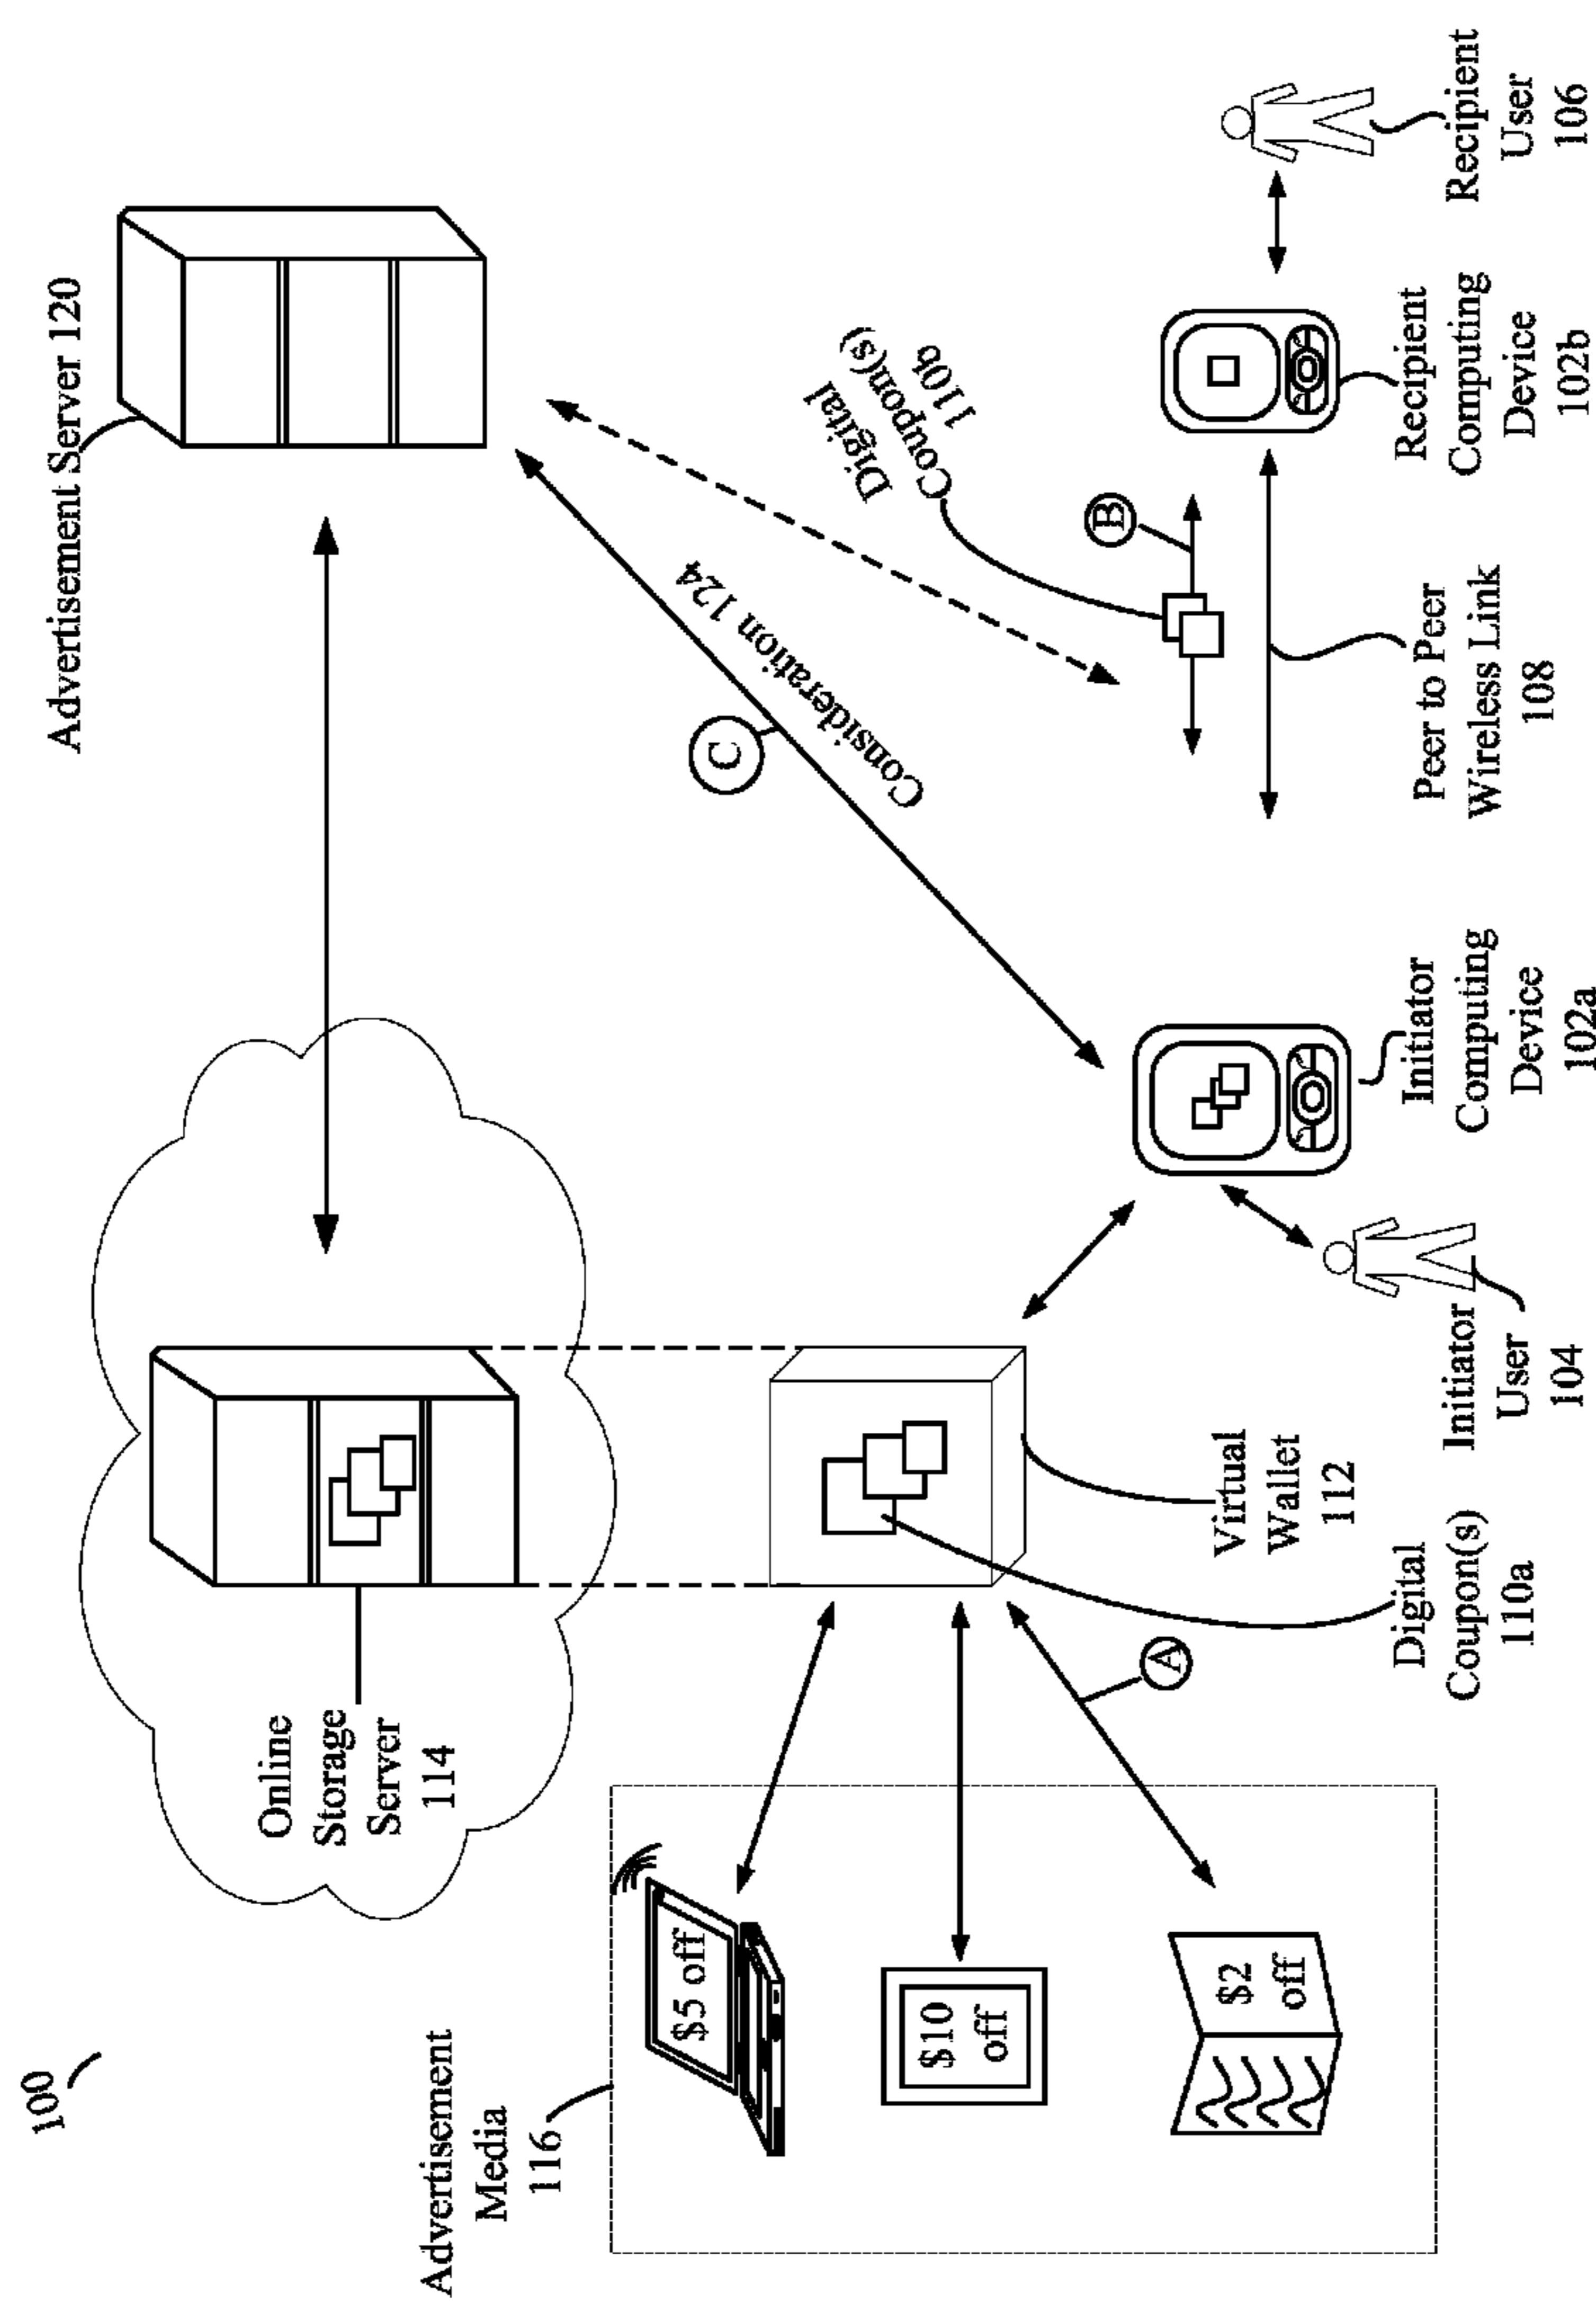 100
Advertisement Server 120
Online
Storage
Server
114
Advertisement
Media
116
$5 off
$10
off
$2
off
C
Consideration 124
Digital
Coupon(s)
110b
B
A
Virtual
Wallet
112
Digital
Coupon(s)
110a
Initiator
User
104
Initiator
Computing
Device
102a
Peer to Peer
Wireless Link
108
Recipient
Computing
Device
102b
Recipient
User
106